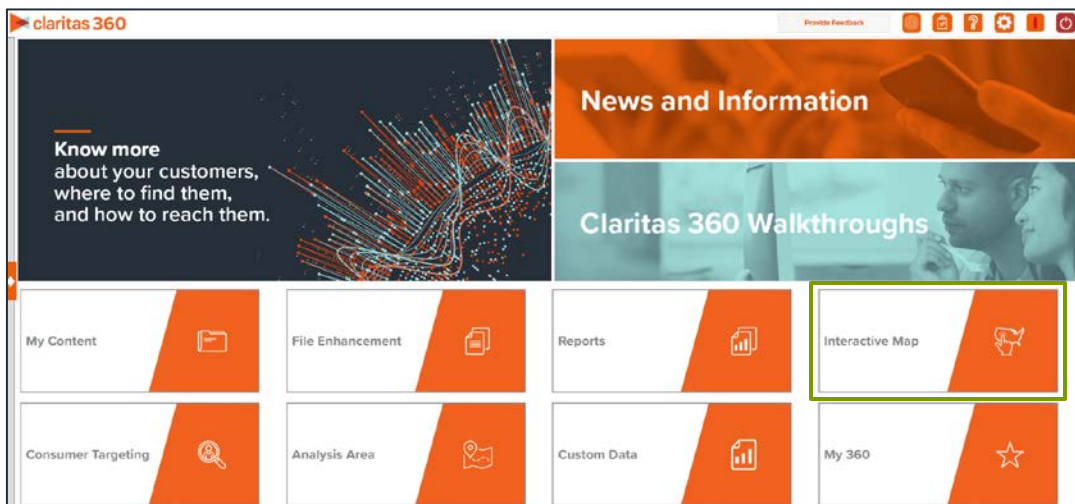 claritas 360
Provide Feedback
Know more
about your customers,
where to find them,
and how to reach them.
News and Information
Claritas 360 Walkthroughs
My Content
File Enhancement
Reports
Interactive Map
Consumer Targeting
Analysis Area
Custom Data
My 360